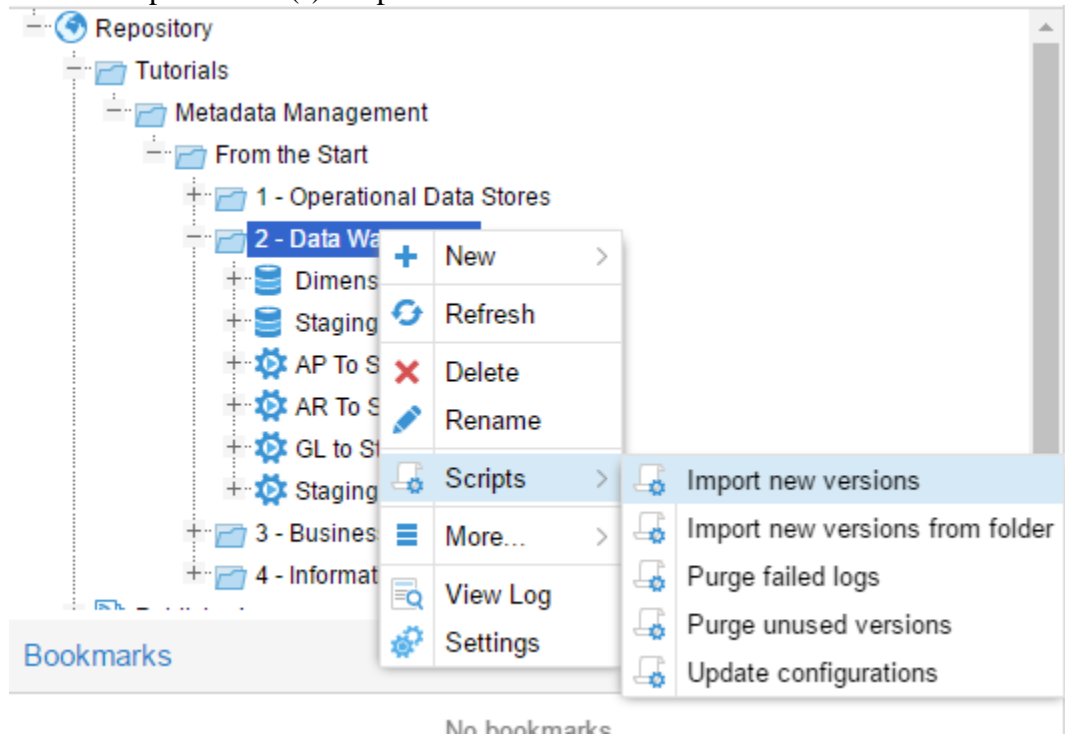 Repository
Tutorials
Metadata Management
From the Start
1 - Operational Data Stores
2 - Data Wa
Dimens
Staging
AP To S
AR To S
GL to St
Staging
3 - Busines
4 - Informat
New
Refresh
Delete
Rename
Scripts
More...
View Log
Settings
Import new versions
Import new versions from folder
Purge failed logs
Purge unused versions
Update configurations
Bookmarks
No bookmarks